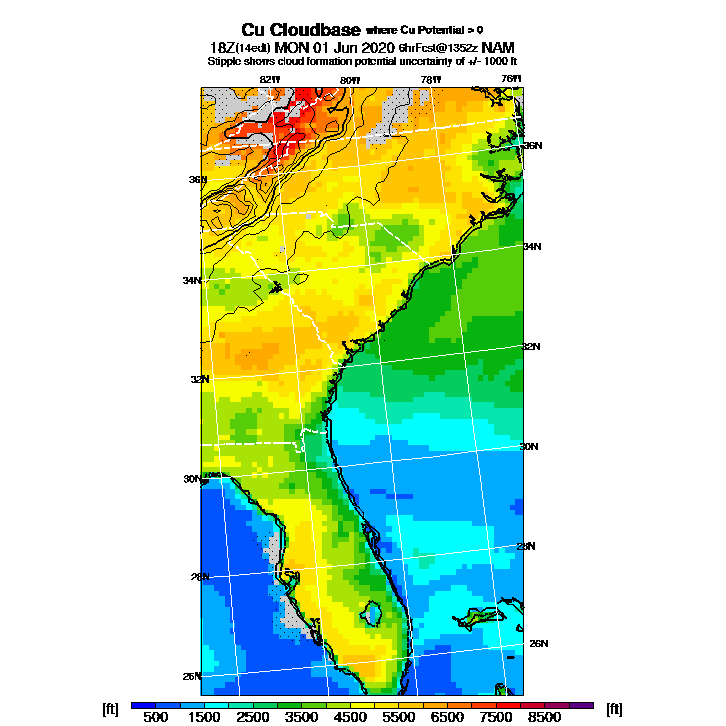 Cu Cloudbase where Cu Potential > 0
18Z(14edt) MON 01 Jun 2020 6hrFcst@1352z NAM
Stipple shows cloud formation potential uncertainty of +/- 1000 ft
82W 80W 78W 76W
36N
36N
34N
34N
32N
32N
30N
30N
28N
28N
26N
26N
[ft] 500 1500 2500 3500 4500 5500 6500 7500 8500 [ft]